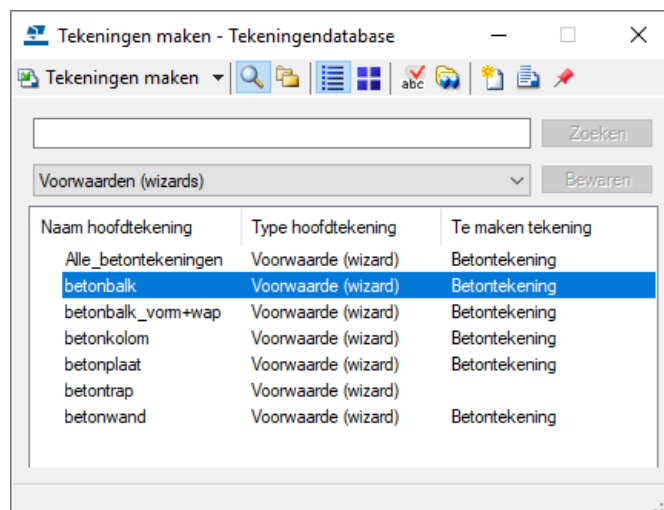 Tekeningen maken - Tekeningendatabase
Tekeningen maken
abc
Zoeken
Voorwaarden (wizards)
Bewaren
Naam hoofdtekening Type hoofdtekening Te maken tekening
Alle_betontekeningen Voorwaarde (wizard) Betontekening
betonbalk Voorwaarde (wizard) Betontekening
betonbalk_vorm+wap Voorwaarde (wizard) Betontekening
betonkolom Voorwaarde (wizard) Betontekening
betonplaat Voorwaarde (wizard) Betontekening
betontrap Voorwaarde (wizard)
betonwand Voorwaarde (wizard) Betontekening